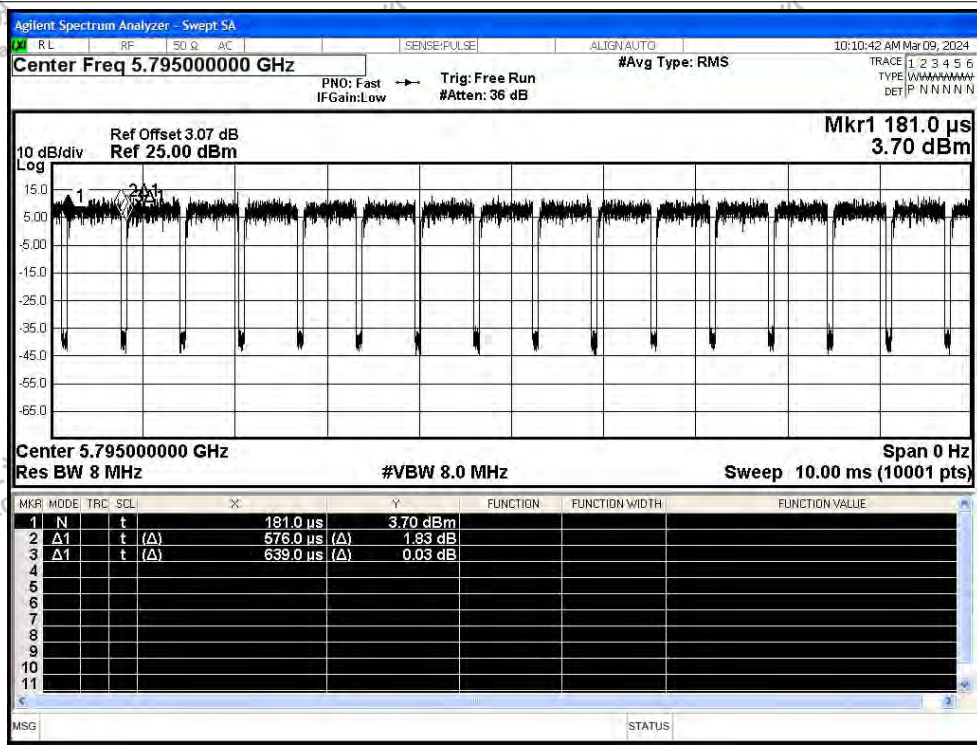 Agilent Spectrum Analyzer - Swept SA
RL RF 50 Ω AC SENSE:PULSE ALIGN AUTO 10:10:42 AM Mar 09, 2024
Center Freq 5.795000000 GHz #Avg Type: RMS TRACE 1 2 3 4 5 6
PNO: Fast Trig: Free Run TYPE
IFGain:Low #Atten: 36 dB DET P N N N N N
Mkr1 181.0 µs
Ref Offset 3.07 dB
10 dB/div Ref 25.00 dBm 3.70 dBm
Log
15.0
5.00
-5.00
-15.0
-25.0
-35.0
-45.0
-55.0
-65.0
Center 5.795000000 GHz Span 0 Hz
Res BW 8 MHz #VBW 8.0 MHz Sweep 10.00 ms (10001 pts)
MKR MODE TRC SCL X Y FUNCTION FUNCTION WIDTH FUNCTION VALUE
1 N t 181.0 µs 3.70 dBm
2 Δ1 t (Δ) 576.0 µs (Δ) 1.83 dB
3 Δ1 t (Δ) 639.0 µs (Δ) 0.03 dB
4
5
6
7
8
9
10
11
MSG STATUS